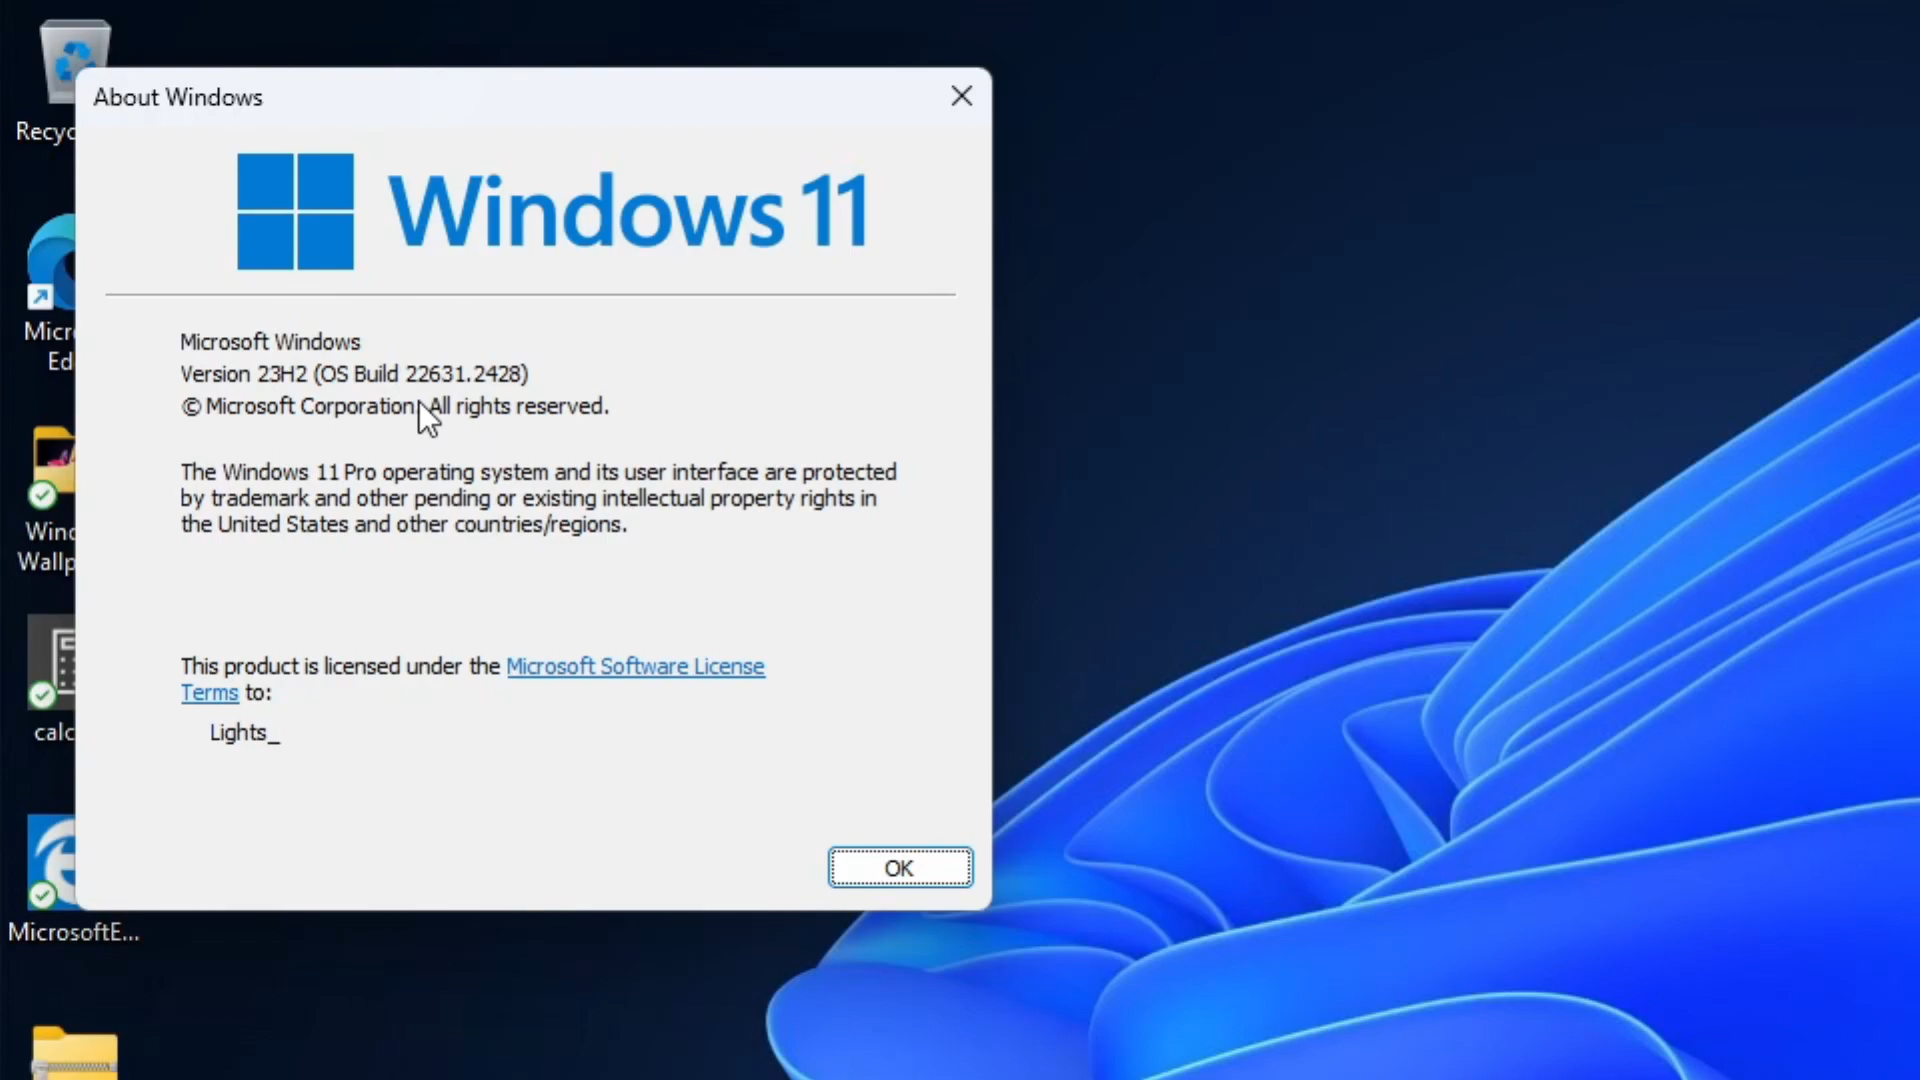 About Windows
Windows 11
Microsoft Windows
Version 23H2 (OS Build 22631.2428)
© Microsoft Corporation. All rights reserved.
The Windows 11 Pro operating system and its user interface are protected
by trademark and other pending or existing intellectual property rights in
the United States and other countries/regions.
This product is licensed under the Microsoft Software License
Terms to:
Lights_
OK
Recyc
Micr
Ed
Wind
Wallp
calc
MicrosoftE...